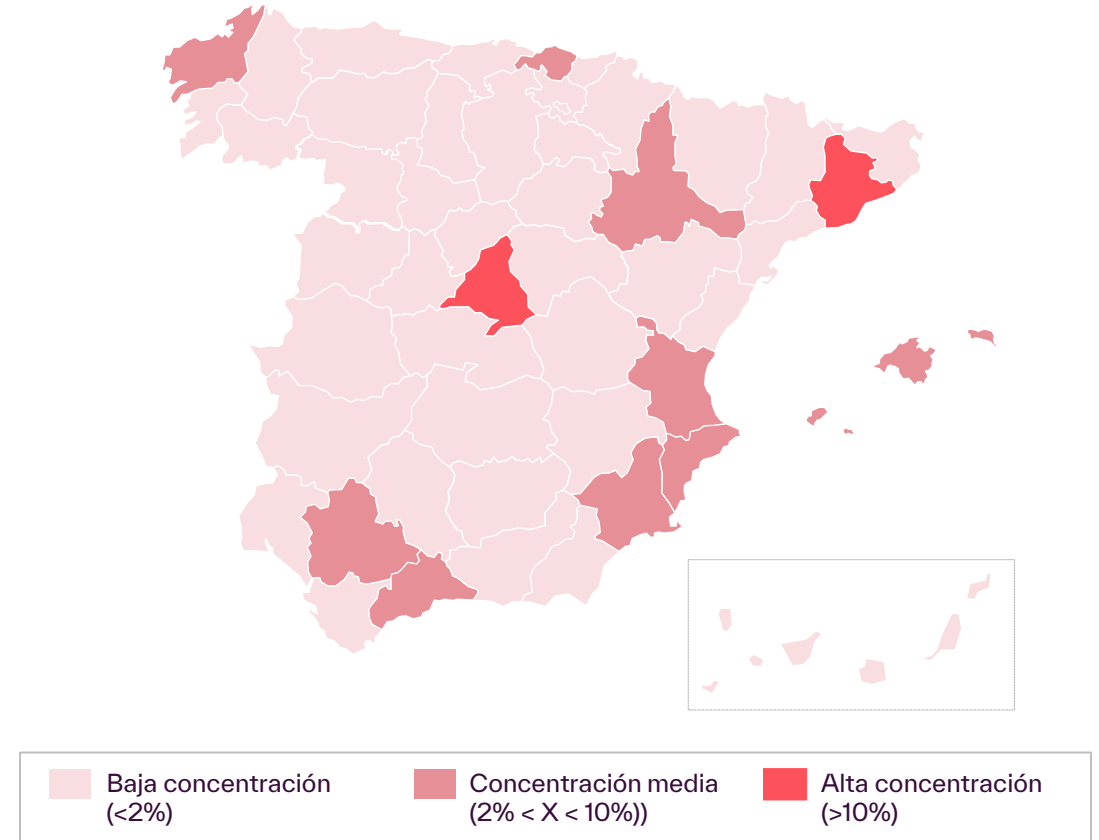 Baja concentración
(<2%)
Concentración media
(2% < X < 10%))
Alta concentración
(>10%)